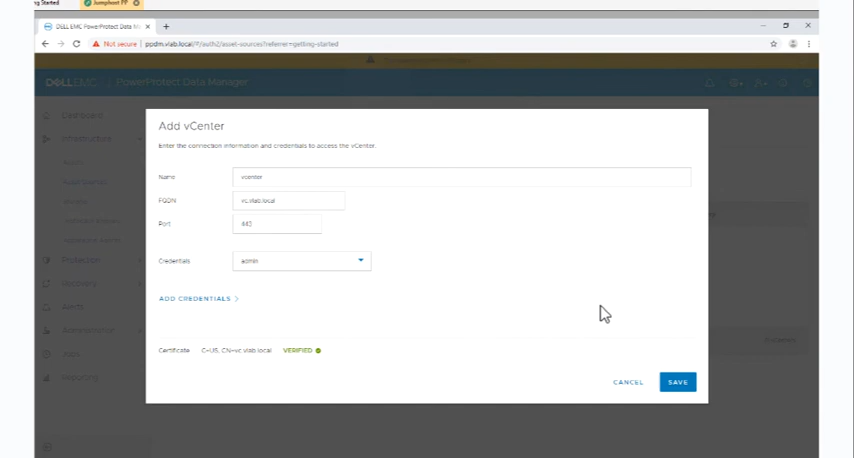 ng Started
Jumphost PP
DELL EMC PowerProtect Data M
Not secure | ppdm.vlab.local/#/auth2/asset-sources?referrer=getting-started
DELLEMC PowerProtect Data Manager
Dashboard
Infrastructure
Add vCenter
Enter the connection information and credentials to access the vCenter.
Name vcenter
FQDN vc.vlab.local
Port 443
Protection
Credentials admin
Recovery
ADD CREDENTIALS
Alerts
Administration
Certificate C=US, CN=vc.vlab.local VERIFIED
Jobs
Reporting
CANCEL SAVE